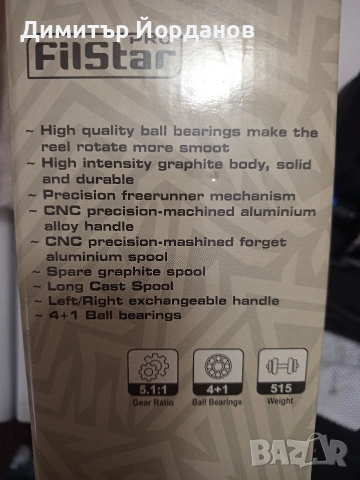 Димитър Йорданов
PRO
FilStar
~ High quality ball bearings make the
reel rotate more smoot
~ High intensity graphite body, solid
and durable
~ Precision freerunner mechanism
~ CNC precision-machined aluminium
alloy handle
~ CNC precision-mashined forget
aluminium spool
~ Spare graphite spool
~ Long Cast Spool
~ Left/Right exchangeable handle
~ 4+1 Ball bearings
5.1:1 4+1 515
Gear Ratio Ball Bearings Weight
BAZAR